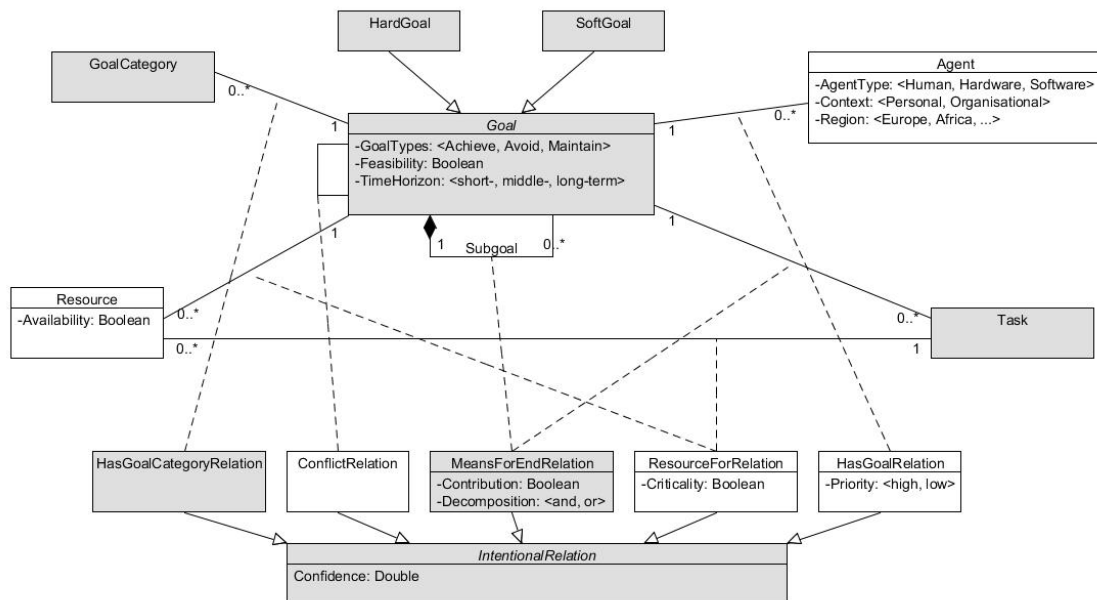 HardGoal
SoftGoal
GoalCategory
Agent
-AgentType: <Human, Hardware, Software>
-Context: <Personal, Organisational>
-Region: <Europe, Africa, ...>
0..*
1
Goal
-GoalTypes: <Achieve, Avoid, Maintain>
-Feasibility: Boolean
-TimeHorizon: <short-, middle-, long-term>
1
0..*
1
1
Subgoal
0..*
1
Resource
-Availability: Boolean
0..*
0..*
0..*
1
Task
HasGoalCategoryRelation
ConflictRelation
MeansForEndRelation
-Contribution: Boolean
-Decomposition: <and, or>
ResourceForRelation
-Criticality: Boolean
HasGoalRelation
-Priority: <high, low>
IntentionalRelation
Confidence: Double